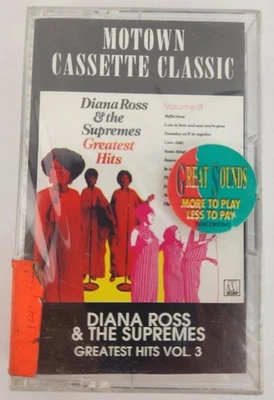 MOTOWN
CASSETTE CLASSIC
Diana Ross
& the
Supremes
Greatest
Hits
Volume 3
Reflections
Love is here and now you're gone
Someday we'll be together
Love child
Some things
GREAT SOUNDS
MORE TO PLAY
LESS TO PAY
M
DIANA ROSS
& THE SUPREMES
GREATEST HITS VOL. 3